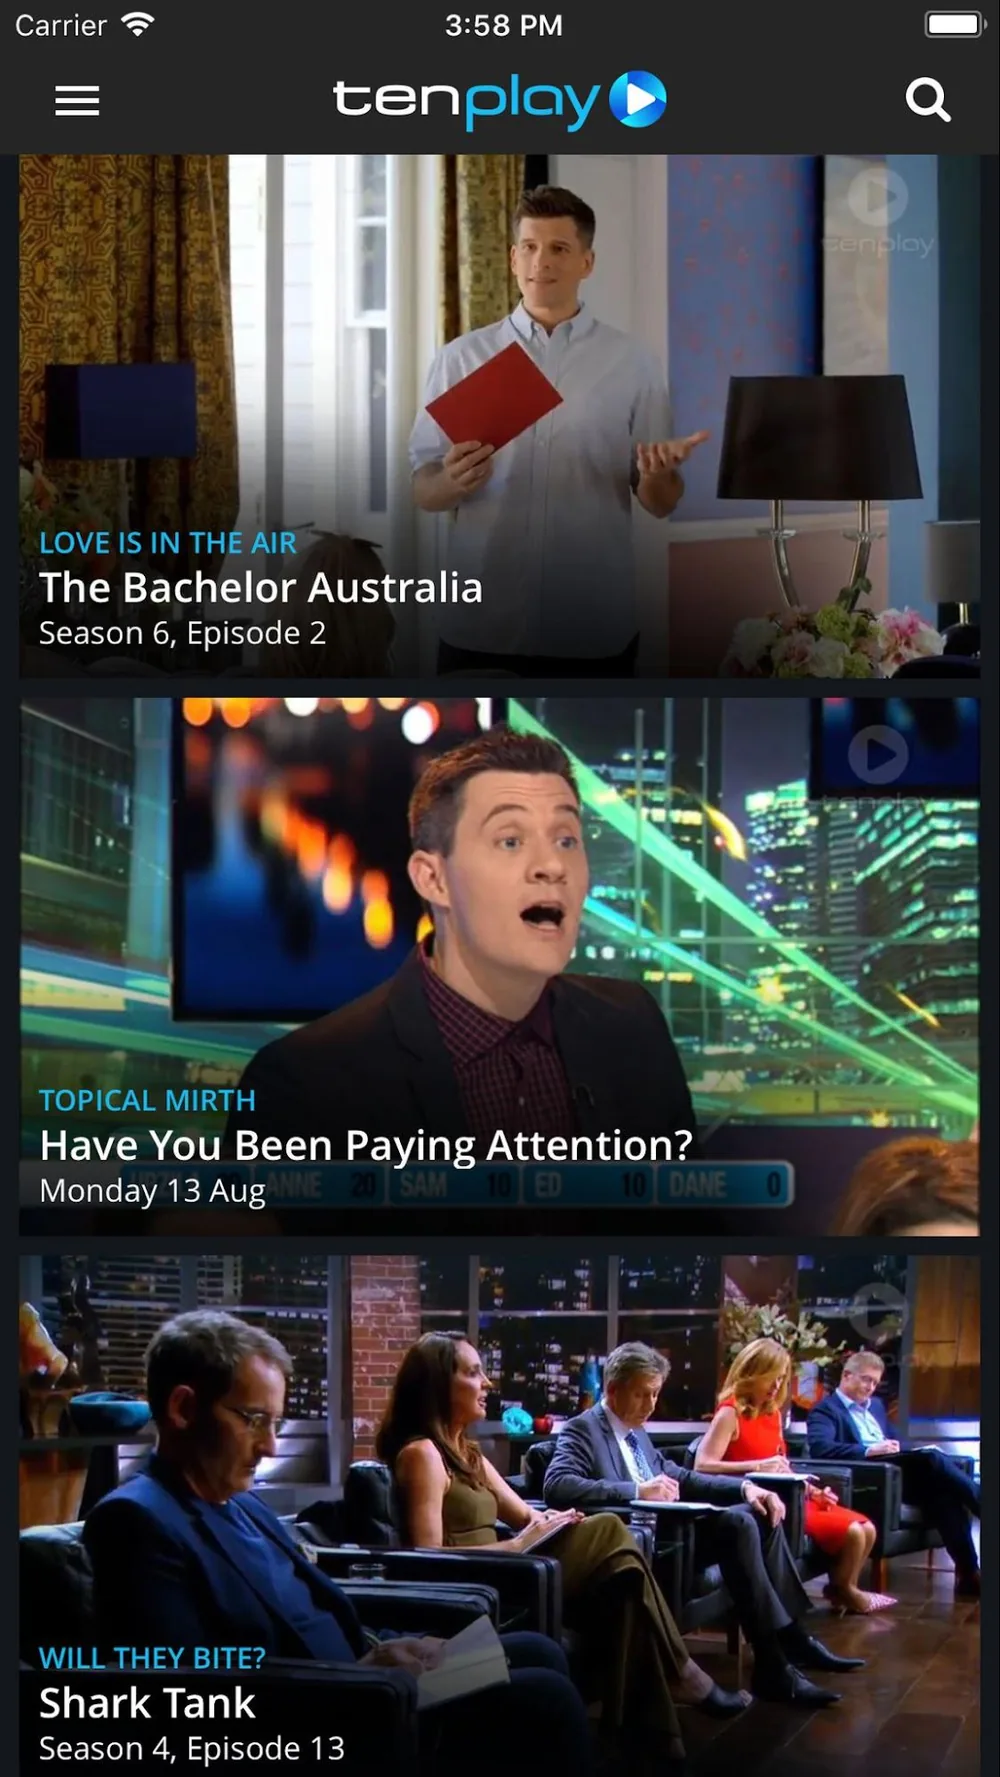 Carrier
3:58 PM
tenplay
tenplay
LOVE IS IN THE AIR
The Bachelor Australia
Season 6, Episode 2
tenplay
TOPICAL MIRTH
Have You Been Paying Attention?
ANNE 20 SAM 10 ED 10 DANE 0
Monday 13 Aug
WILL THEY BITE?
Shark Tank
Season 4, Episode 13